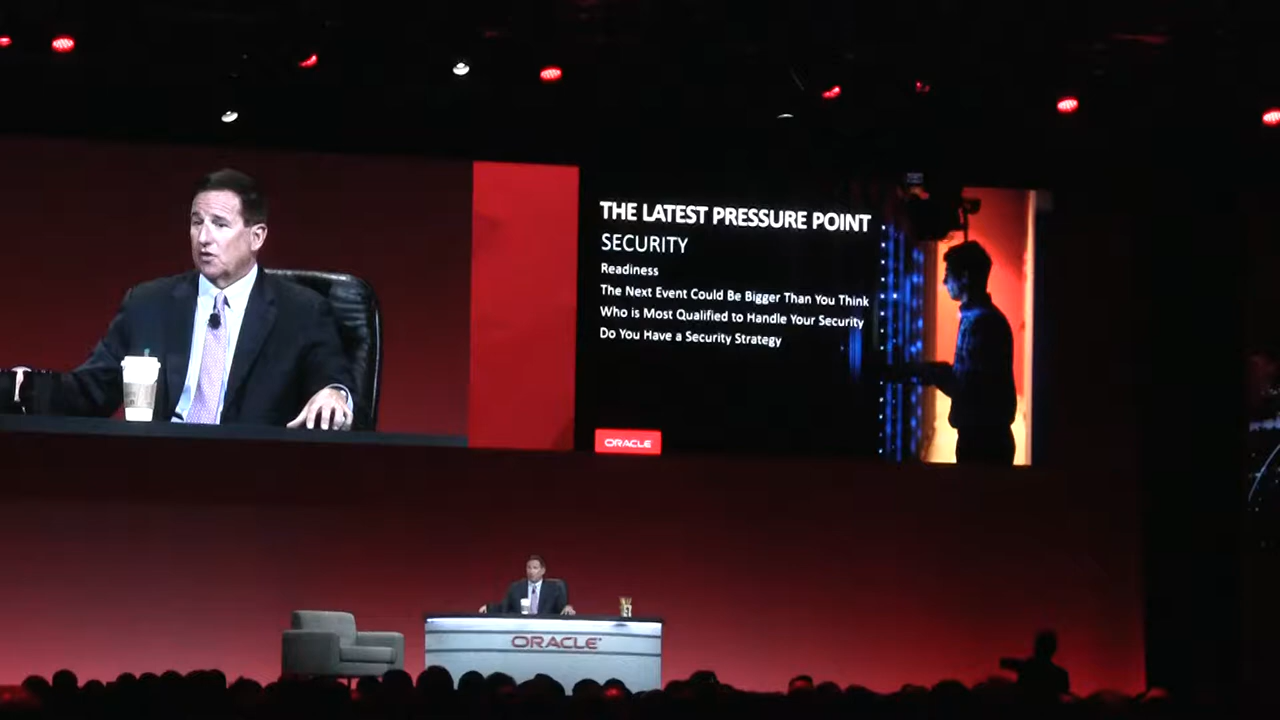 THE LATEST PRESSURE POINT
SECURITY
Readiness
The Next Event Could Be Bigger Than You Think
Who is Most Qualified to Handle Your Security
Do You Have a Security Strategy
ORACLE
ORACLE